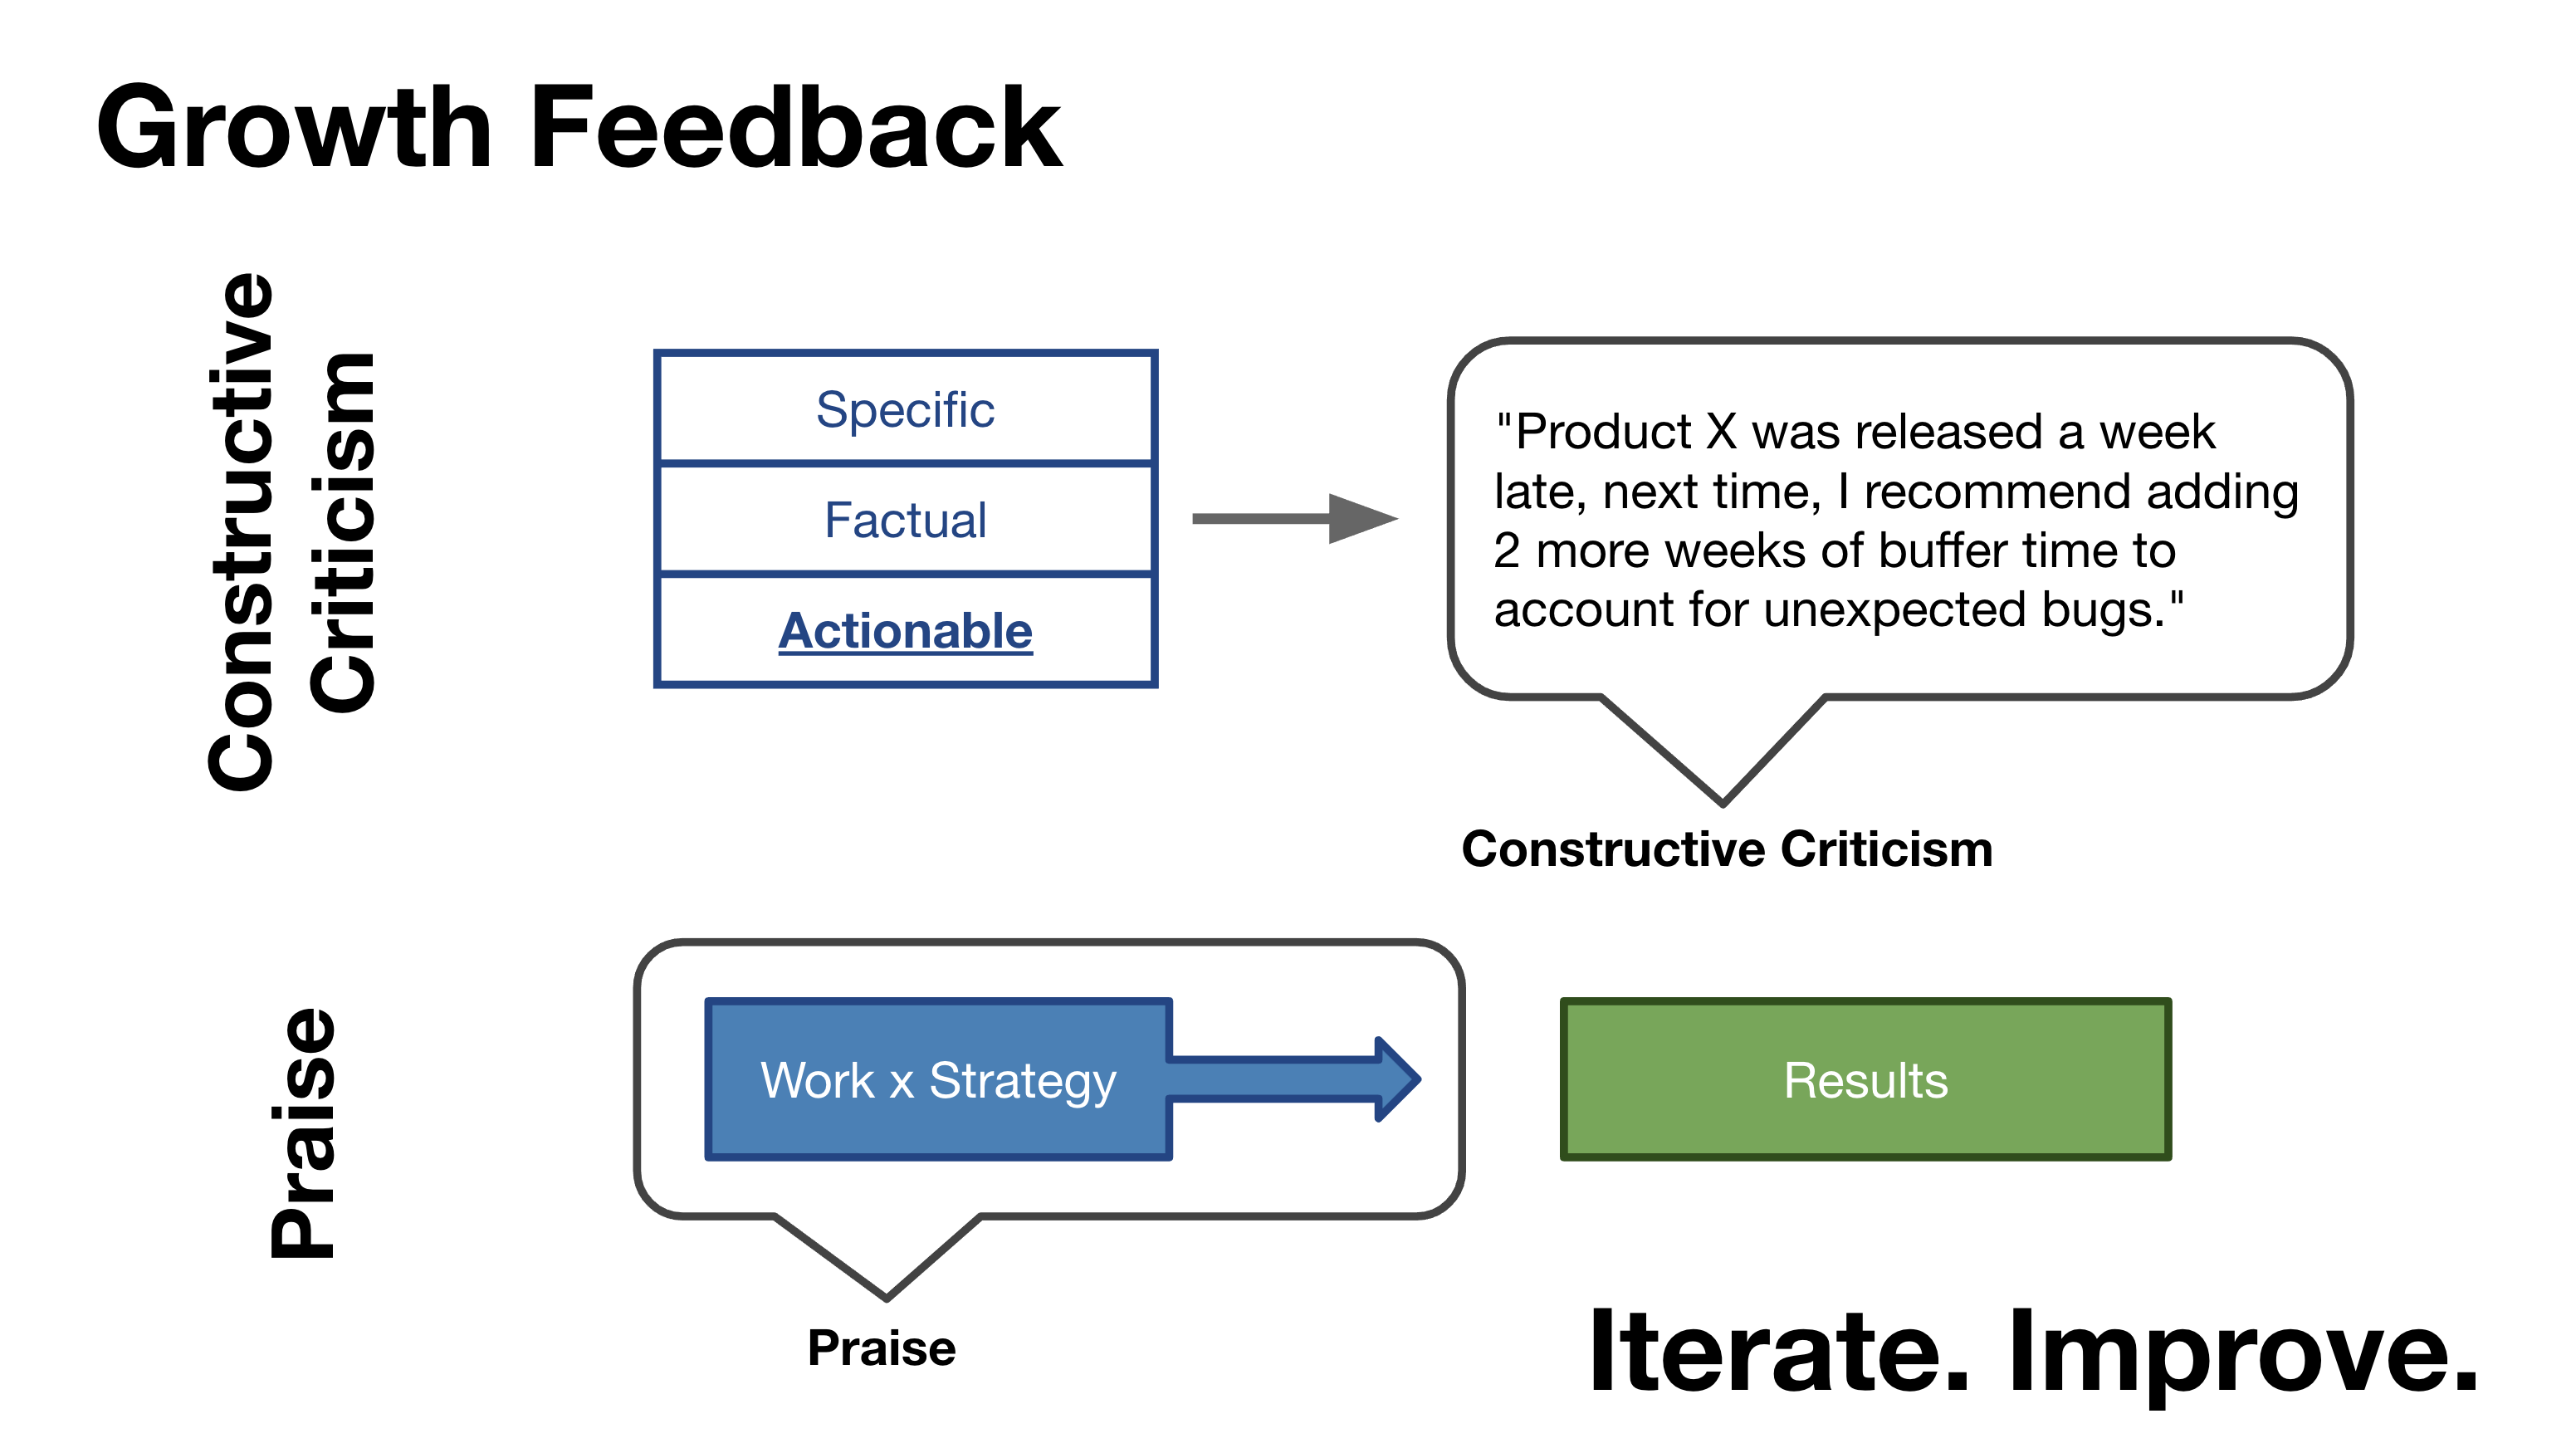 Growth Feedback
Constructive
Criticism
Specific
Factual
Actionable
"Product X was released a week
late, next time, I recommend adding
2 more weeks of buffer time to
account for unexpected bugs."
Constructive Criticism
Praise
Work x Strategy
Results
Praise
Iterate. Improve.